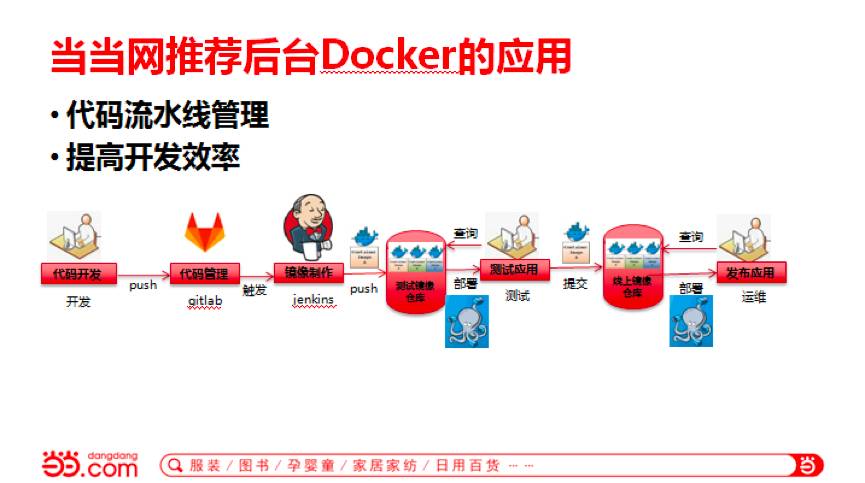 当当网推荐后台Docker的应用
• 代码流水线管理
• 提高开发效率
代码开发
开发
push
代码管理
gitlab
触发
镜像制作
jenkins
push
测试镜像
仓库
查询
部署
测试应用
测试
提交
线上镜像
仓库
查询
部署
发布应用
运维
当当 dangdang
.com
服装 / 图书 / 孕婴童 / 家居家纺 / 日用百货 ⋯ ⋯